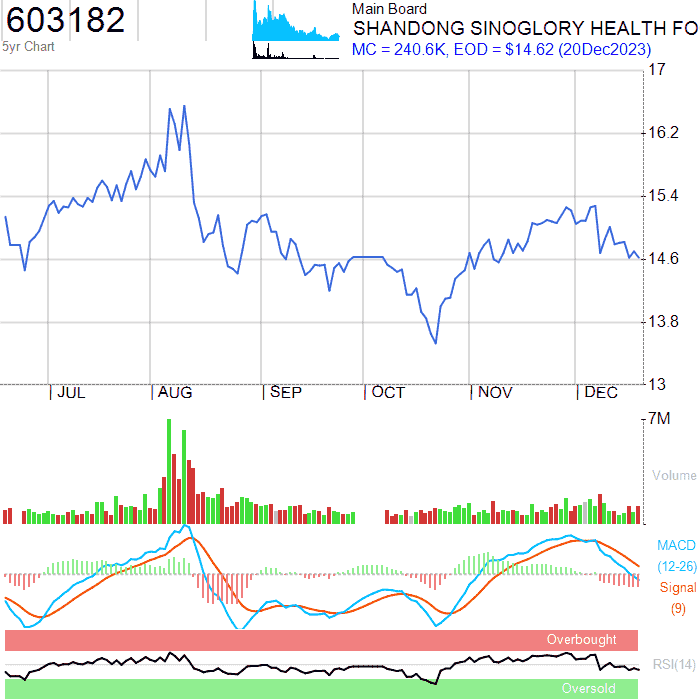 603182
5yr Chart
Main Board
SHANDONG SINOGLORY HEALTH FO
MC = 240.6K, EOD = $14.62 (20Dec2023)
17
16.2
15.4
14.6
13.8
13
JUL
AUG
SEP
OCT
NOV
DEC
7M
Volume
MACD
(12-26)
Signal
(9)
Overbought
RSI(14)
Oversold